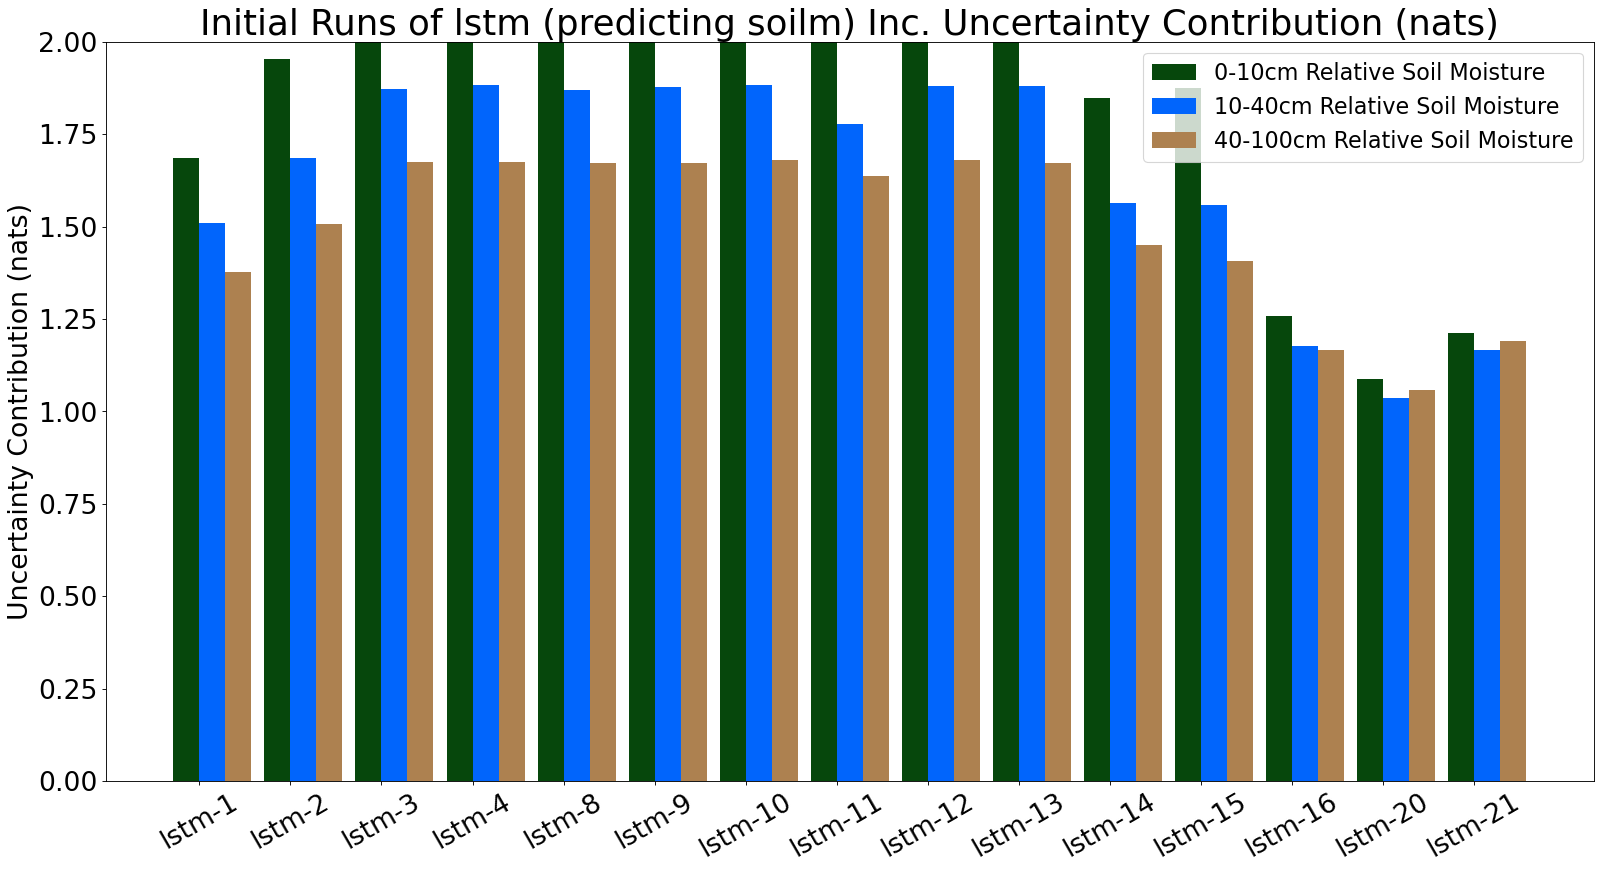 Initial Runs of lstm (predicting soilm) Inc. Uncertainty Contribution (nats)
0-10cm Relative Soil Moisture
10-40cm Relative Soil Moisture
40-100cm Relative Soil Moisture
Uncertainty Contribution (nats)
2.00
1.75
1.50
1.25
1.00
0.75
0.50
0.25
0.00
lstm-1
lstm-2
lstm-3
lstm-4
lstm-8
lstm-9
lstm-10
lstm-11
lstm-12
lstm-13
lstm-14
lstm-15
lstm-16
lstm-20
lstm-21